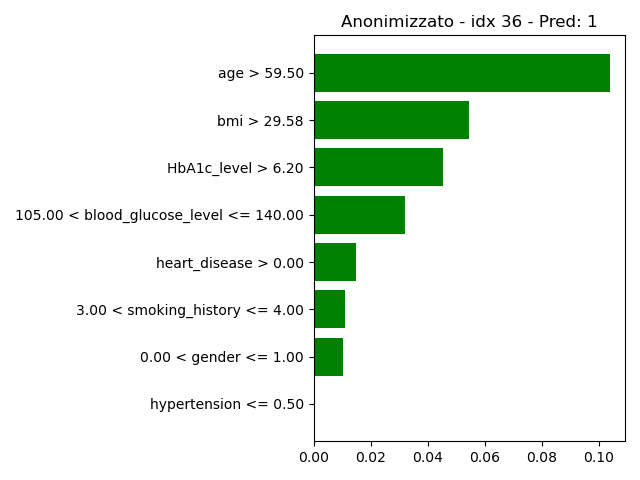 Anonimizzato - idx 36 - Pred: 1
age > 59.50
bmi > 29.58
HbA1c_level > 6.20
105.00 < blood_glucose_level <= 140.00
heart_disease > 0.00
3.00 < smoking_history <= 4.00
0.00 < gender <= 1.00
hypertension <= 0.50
0.00 0.02 0.04 0.06 0.08 0.10